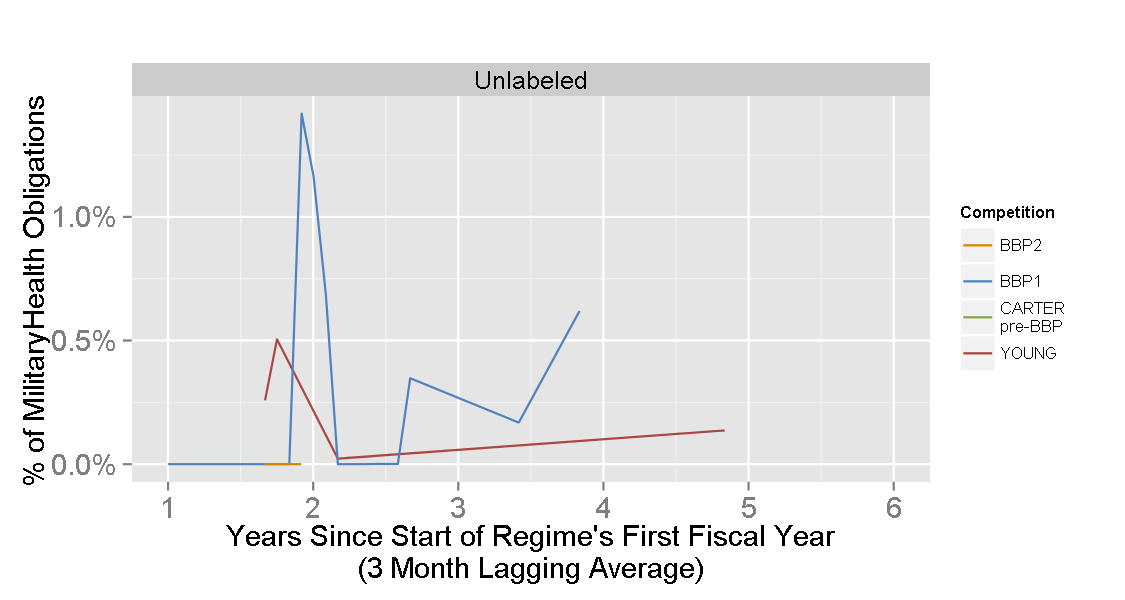 Unlabeled
% of MilitaryHealth Obligations
1.0%
0.5%
0.0%
1 2 3 4 5 6
Years Since Start of Regime's First Fiscal Year
(3 Month Lagging Average)
Competition
BBP2
BBP1
CARTER
pre-BBP
YOUNG